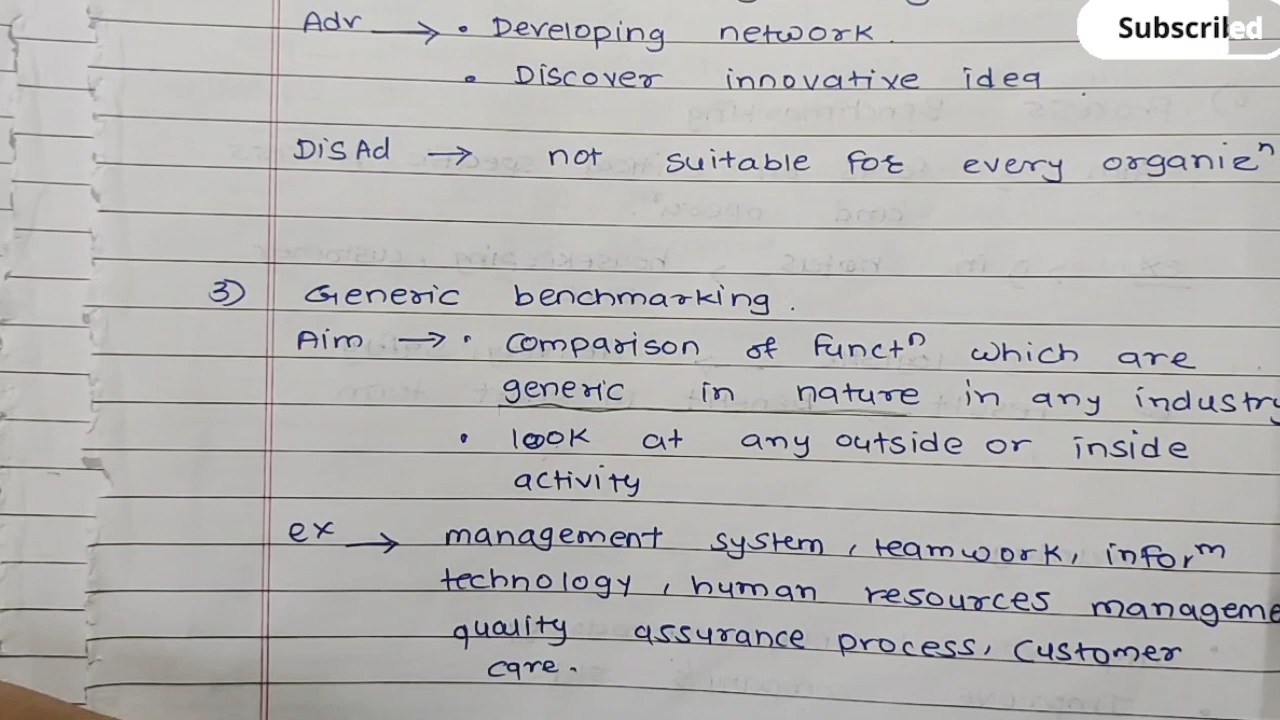 Subscribed
Adv → • Developing network.
• Discover innovative idea
DisAd → not suitable for every organizⁿ
3) Generic benchmarking.
Aim → • comparison of functⁿ which are
generic in nature in any industry
• look at any outside or inside
activity
ex → management system, teamwork, inforᵐ
technology, human resources manageme
quality assurance process, customer
care.